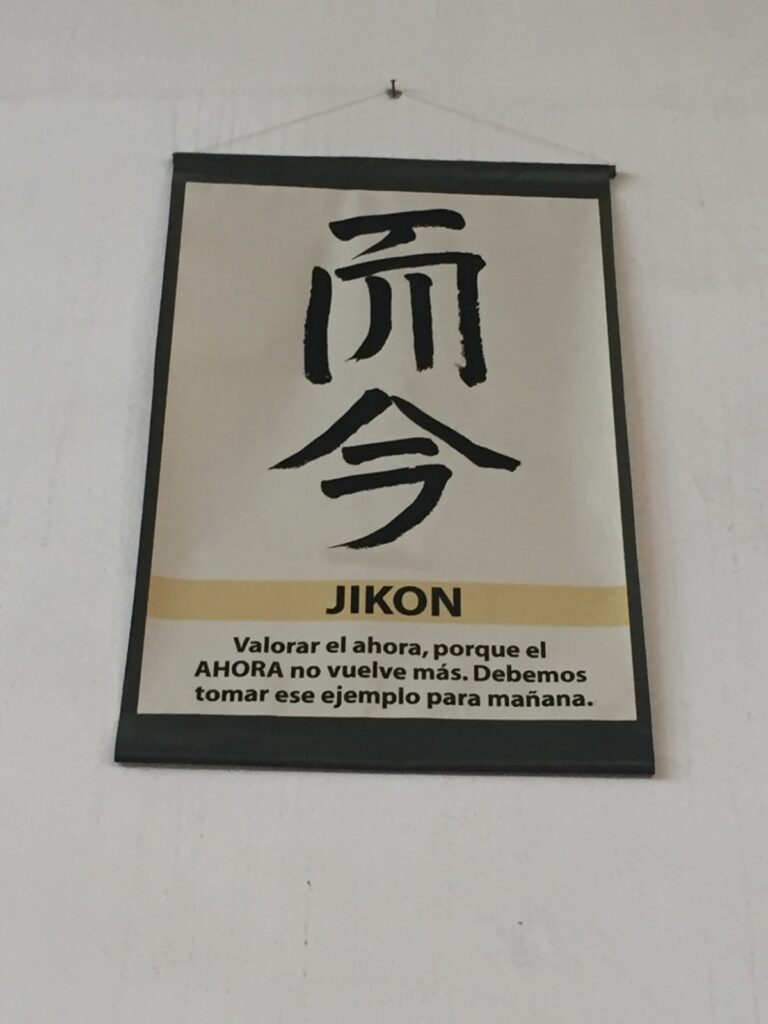 而
今
JIKON
Valorar el ahora, porque el
AHORA no vuelve más. Debemos
tomar ese ejemplo para mañana.